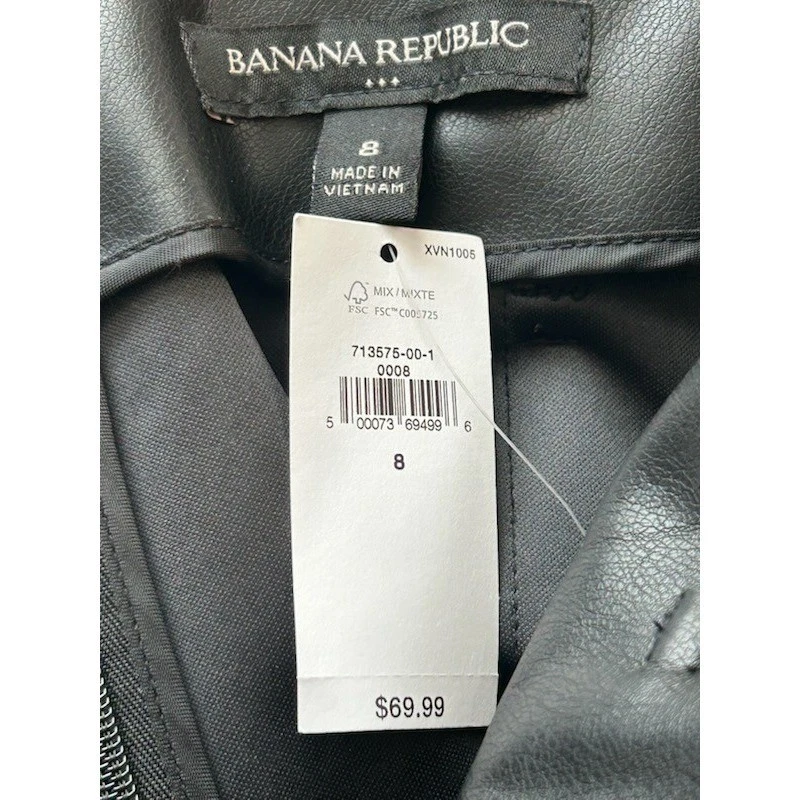 BANANA REPUBLIC
8
MADE IN
VIETNAM
XVN1005
MIX / MIXTE
FSC FSC™
713575-00-1
0008
5 00073 69499 6
8
$69.99